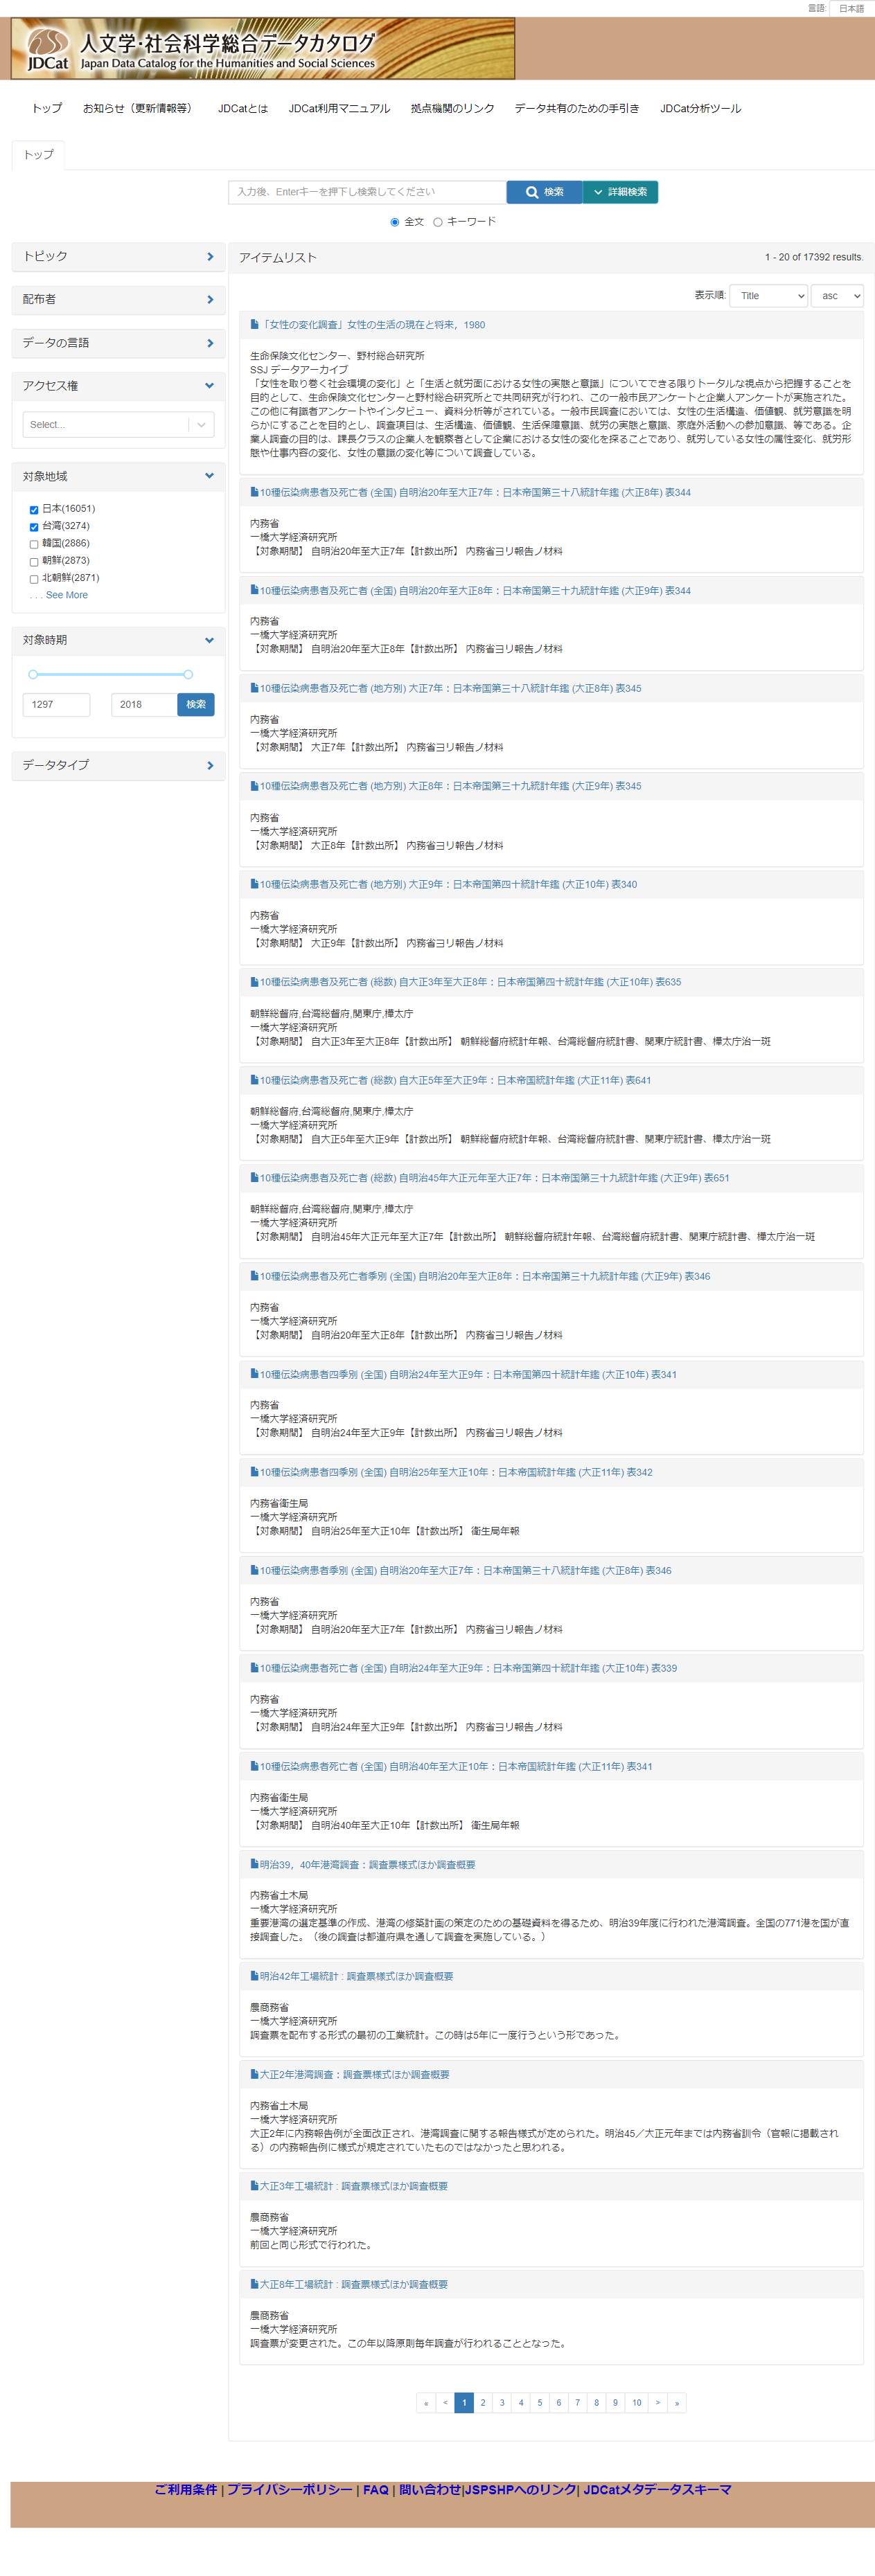 言語: 日本語
JDCat
人文学・社会科学総合データカタログ
Japan Data Catalog for the Humanities and Social Sciences
トップ お知らせ（更新情報等） JDCatとは JDCat利用マニュアル 拠点機関のリンク データ共有のための手引き JDCat分析ツール
トップ
入力後、Enterキーを押下し検索してください 検索 詳細検索
全文 キーワード
トピック
配布者
データの言語
アクセス権
Select...
対象地域
日本(16051)
台湾(3274)
韓国(2886)
朝鮮(2873)
北朝鮮(2871)
. . . See More
対象時期
1297 2018 検索
データタイプ
アイテムリスト 1 - 20 of 17392 results.
表示順: Title asc
「女性の変化調査」女性の生活の現在と将来，1980
生命保険文化センター、野村総合研究所
SSJ データアーカイブ
「女性を取り巻く社会環境の変化」と「生活と就労面における女性の実態と意識」についてできる限りトータルな視点から把握することを
目的として、生命保険文化センターと野村総合研究所とで共同研究が行われ、この一般市民アンケートと企業人アンケートが実施された。
この他に有識者アンケートやインタビュー、資料分析等がされている。一般市民調査においては、女性の生活構造、価値観、就労意識を明
らかにすることを目的とし、調査項目は、生活構造、価値観、生活保障意識、就労の実態と意識、家庭外活動への参加意識、等である。企
業人調査の目的は、課長クラスの企業人を観察者として企業における女性の変化を探ることであり、就労している女性の属性変化、就労形
態や仕事内容の変化、女性の意識の変化等について調査している。
10種伝染病患者及死亡者 (全国) 自明治20年至大正7年：日本帝国第三十八統計年鑑 (大正8年) 表344
内務省
一橋大学経済研究所
【対象期間】 自明治20年至大正7年【計数出所】 内務省ヨリ報告ノ材料
10種伝染病患者及死亡者 (全国) 自明治20年至大正8年：日本帝国第三十九統計年鑑 (大正9年) 表344
内務省
一橋大学経済研究所
【対象期間】 自明治20年至大正8年【計数出所】 内務省ヨリ報告ノ材料
10種伝染病患者及死亡者 (地方別) 大正7年：日本帝国第三十八統計年鑑 (大正8年) 表345
内務省
一橋大学経済研究所
【対象期間】 大正7年【計数出所】 内務省ヨリ報告ノ材料
10種伝染病患者及死亡者 (地方別) 大正8年：日本帝国第三十九統計年鑑 (大正9年) 表345
内務省
一橋大学経済研究所
【対象期間】 大正8年【計数出所】 内務省ヨリ報告ノ材料
10種伝染病患者及死亡者 (地方別) 大正9年：日本帝国第四十統計年鑑 (大正10年) 表340
内務省
一橋大学経済研究所
【対象期間】 大正9年【計数出所】 内務省ヨリ報告ノ材料
10種伝染病患者及死亡者 (総数) 自大正3年至大正8年：日本帝国第四十統計年鑑 (大正10年) 表635
朝鮮総督府,台湾総督府,関東庁,樺太庁
一橋大学経済研究所
【対象期間】 自大正3年至大正8年【計数出所】 朝鮮総督府統計年報、台湾総督府統計書、関東庁統計書、樺太庁治一斑
10種伝染病患者及死亡者 (総数) 自大正5年至大正9年：日本帝国統計年鑑 (大正11年) 表641
朝鮮総督府,台湾総督府,関東庁,樺太庁
一橋大学経済研究所
【対象期間】 自大正5年至大正9年【計数出所】 朝鮮総督府統計年報、台湾総督府統計書、関東庁統計書、樺太庁治一斑
10種伝染病患者及死亡者 (総数) 自明治45年大正元年至大正7年：日本帝国第三十九統計年鑑 (大正9年) 表651
朝鮮総督府,台湾総督府,関東庁,樺太庁
一橋大学経済研究所
【対象期間】 自明治45年大正元年至大正7年【計数出所】 朝鮮総督府統計年報、台湾総督府統計書、関東庁統計書、樺太庁治一斑
10種伝染病患者及死亡者季別 (全国) 自明治20年至大正8年：日本帝国第三十九統計年鑑 (大正9年) 表346
内務省
一橋大学経済研究所
【対象期間】 自明治20年至大正8年【計数出所】 内務省ヨリ報告ノ材料
10種伝染病患者四季別 (全国) 自明治24年至大正9年：日本帝国第四十統計年鑑 (大正10年) 表341
内務省
一橋大学経済研究所
【対象期間】 自明治24年至大正9年【計数出所】 内務省ヨリ報告ノ材料
10種伝染病患者四季別 (全国) 自明治25年至大正10年：日本帝国統計年鑑 (大正11年) 表342
内務省衛生局
一橋大学経済研究所
【対象期間】 自明治25年至大正10年【計数出所】 衛生局年報
10種伝染病患者季別 (全国) 自明治20年至大正7年：日本帝国第三十八統計年鑑 (大正8年) 表346
内務省
一橋大学経済研究所
【対象期間】 自明治20年至大正7年【計数出所】 内務省ヨリ報告ノ材料
10種伝染病患者死亡者 (全国) 自明治24年至大正9年：日本帝国第四十統計年鑑 (大正10年) 表339
内務省
一橋大学経済研究所
【対象期間】 自明治24年至大正9年【計数出所】 内務省ヨリ報告ノ材料
10種伝染病患者死亡者 (全国) 自明治40年至大正10年：日本帝国統計年鑑 (大正11年) 表341
内務省衛生局
一橋大学経済研究所
【対象期間】 自明治40年至大正10年【計数出所】 衛生局年報
明治39，40年港湾調査：調査票様式ほか調査概要
内務省土木局
一橋大学経済研究所
重要港湾の選定基準の作成、港湾の修築計画の策定のための基礎資料を得るため、明治39年度に行われた港湾調査。全国の771港を国が直
接調査した。（後の調査は都道府県を通して調査を実施している。）
明治42年工場統計 : 調査票様式ほか調査概要
農商務省
一橋大学経済研究所
調査票を配布する形式の最初の工業統計。この時は5年に一度行うという形であった。
大正2年港湾調査：調査票様式ほか調査概要
内務省土木局
一橋大学経済研究所
大正2年に内務報告例が全面改正され、港湾調査に関する報告様式が定められた。明治45／大正元年までは内務省訓令（官報に掲載され
る）の内務報告例に様式が規定されていたものではなかったと思われる。
大正3年工場統計 : 調査票様式ほか調査概要
農商務省
一橋大学経済研究所
前回と同じ形式で行われた。
大正8年工場統計 : 調査票様式ほか調査概要
農商務省
一橋大学経済研究所
調査票が変更された。この年以降原則毎年調査が行われることとなった。
« < 1 2 3 4 5 6 7 8 9 10 > »
ご利用条件 | プライバシーポリシー | FAQ | 問い合わせ|JSPSHPへのリンク| JDCatメタデータスキーマ